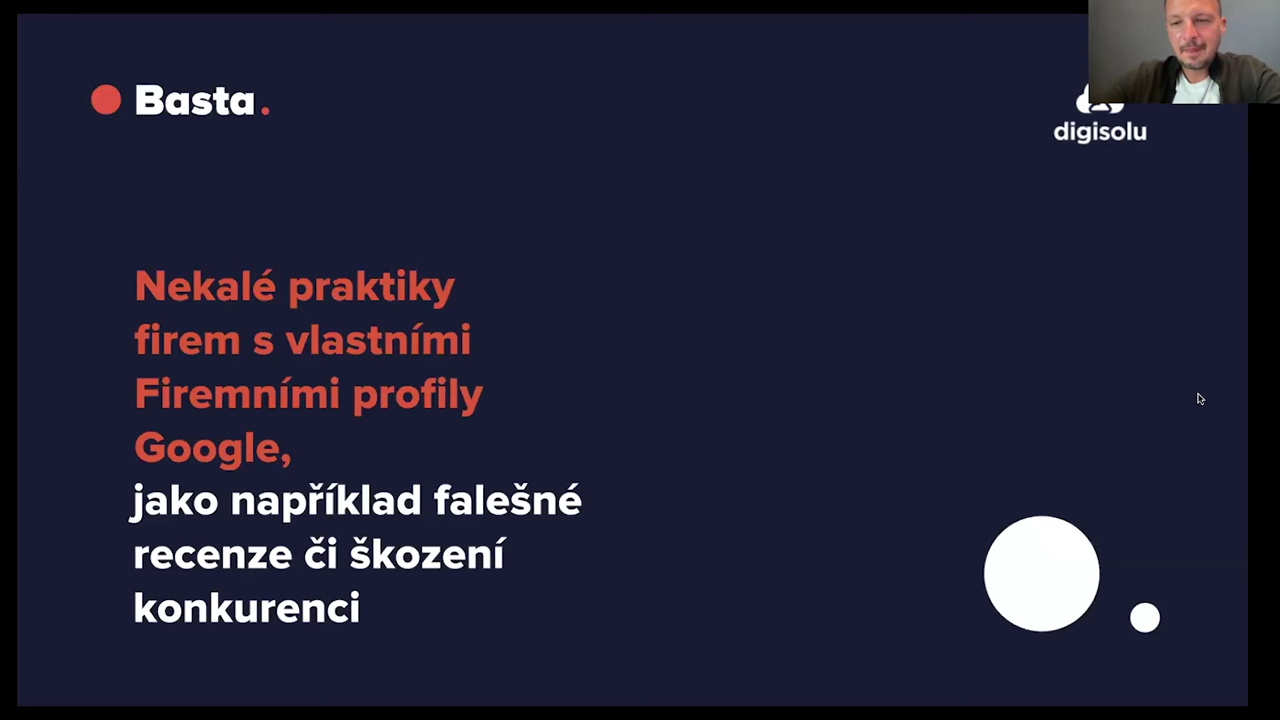 Basta.
digisolu
Nekalé praktiky
firem s vlastními
Firemními profily
Google,
jako například falešné
recenze či škození
konkurenci